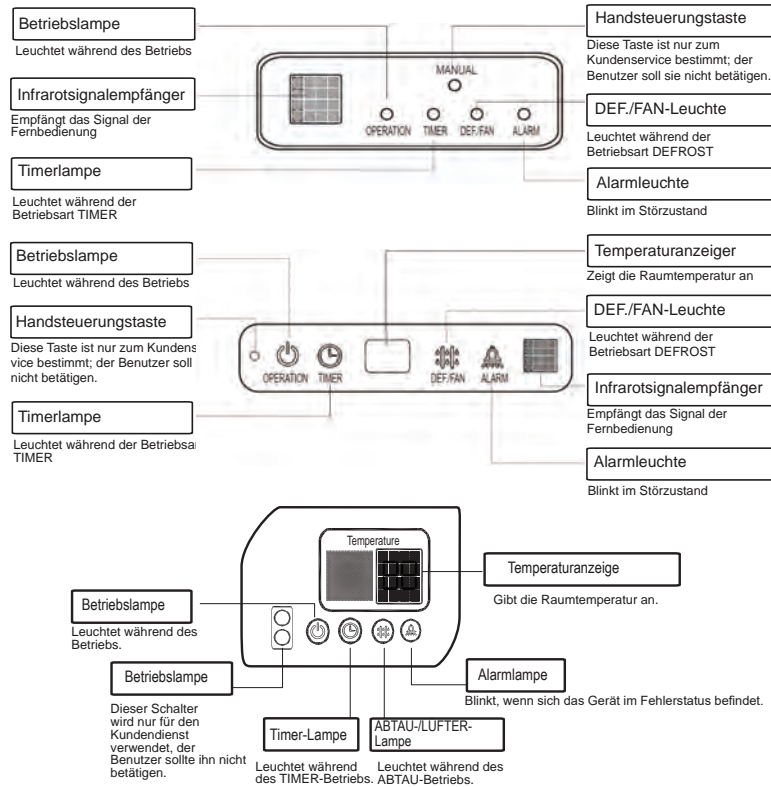 Betriebslampe
Leuchtet während des Betriebs
Infrarotsignalempfänger
Empfängt das Signal der
Fernbedienung
Timerlampe
Leuchtet während der
Betriebsart TIMER
MANUAL
OPERATION TIMER DEF./FAN ALARM
Handsteuerungstaste
Diese Taste ist nur zum
Kundenservice bestimmt; der
Benutzer soll sie nicht betätigen.
DEF./FAN-Leuchte
Leuchtet während der
Betriebsart DEFROST
Alarmleuchte
Blinkt im Störzustand
Betriebslampe
Leuchtet während des Betriebs
Handsteuerungstaste
Diese Taste ist nur zum Kundens
vice bestimmt; der Benutzer soll
nicht betätigen.
Timerlampe
Leuchtet während der Betriebsa
TIMER
OPERATION TIMER DEF./FAN ALARM
Temperaturanzeiger
Zeigt die Raumtemperatur an
DEF./FAN-Leuchte
Leuchtet während der
Betriebsart DEFROST
Infrarotsignalempfänger
Empfängt das Signal der
Fernbedienung
Alarmleuchte
Blinkt im Störzustand
Temperature
Temperaturanzeige
Gibt die Raumtemperatur an.
Betriebslampe
Leuchtet während des
Betriebs.
Betriebslampe
Dieser Schalter
wird nur für den
Kundendienst
verwendet, der
Benutzer sollte ihn nicht
betätigen.
Timer-Lampe
Leuchtet während
des TIMER-Betriebs.
ABTAU-/LUFTER-
Lampe
Leuchtet während des
ABTAU-Betriebs.
Alarmlampe
Blinkt, wenn sich das Gerät im Fehlerstatus befindet.